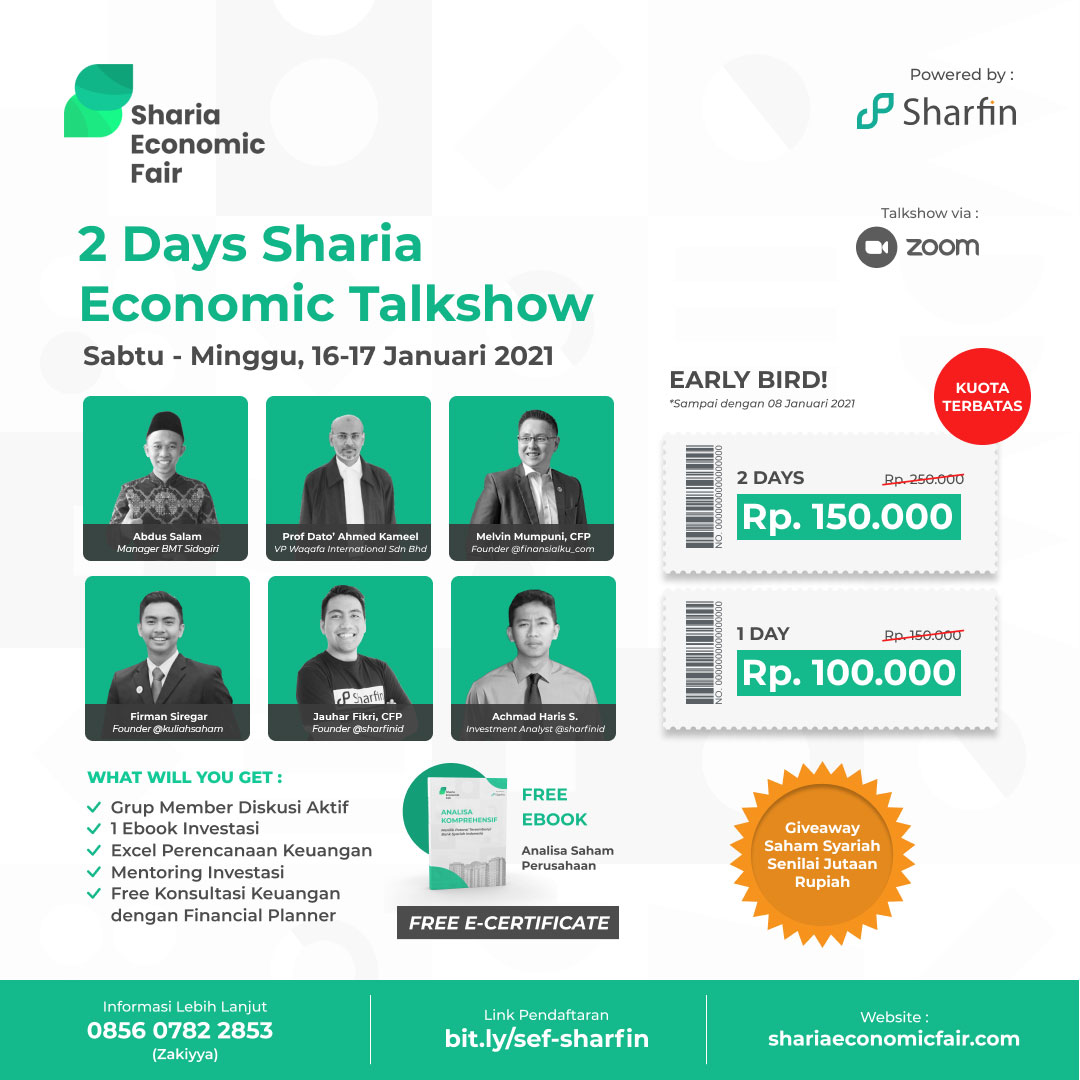 Sharia
Economic
Fair
Powered by :
Sharfin
Talkshow via :
zoom
2 Days Sharia
Economic Talkshow
Sabtu - Minggu, 16-17 Januari 2021
Abdus Salam
Manager BMT Sidogiri
Prof Dato' Ahmed Kameel
VP Waqafa International Sdn Bhd
Melvin Mumpuni, CFP
Founder @finansialku_com
Firman Siregar
Founder @kuliahsaham
Sharfin
Jauhar Fikri, CFP
Founder @sharfinid
Achmad Haris S.
Investment Analyst @sharfinid
EARLY BIRD!
*Sampai dengan 08 Januari 2021
KUOTA
TERBATAS
2 DAYS
Rp. 250.000
Rp. 150.000
1 DAY
Rp. 150.000
Rp. 100.000
WHAT WILL YOU GET :
Grup Member Diskusi Aktif
1 Ebook Investasi
Excel Perencanaan Keuangan
Mentoring Investasi
Free Konsultasi Keuangan
dengan Financial Planner
Sharia
Economic
Fair
ANALISA
KOMPREHENSIF
FREE
EBOOK
Analisa Saham
Perusahaan
FREE E-CERTIFICATE
Giveaway
Saham Syariah
Senilai Jutaan
Rupiah
Informasi Lebih Lanjut
0856 0782 2853
(Zakiyya)
Link Pendaftaran
bit.ly/sef-sharfin
Website :
shariaeconomicfair.com